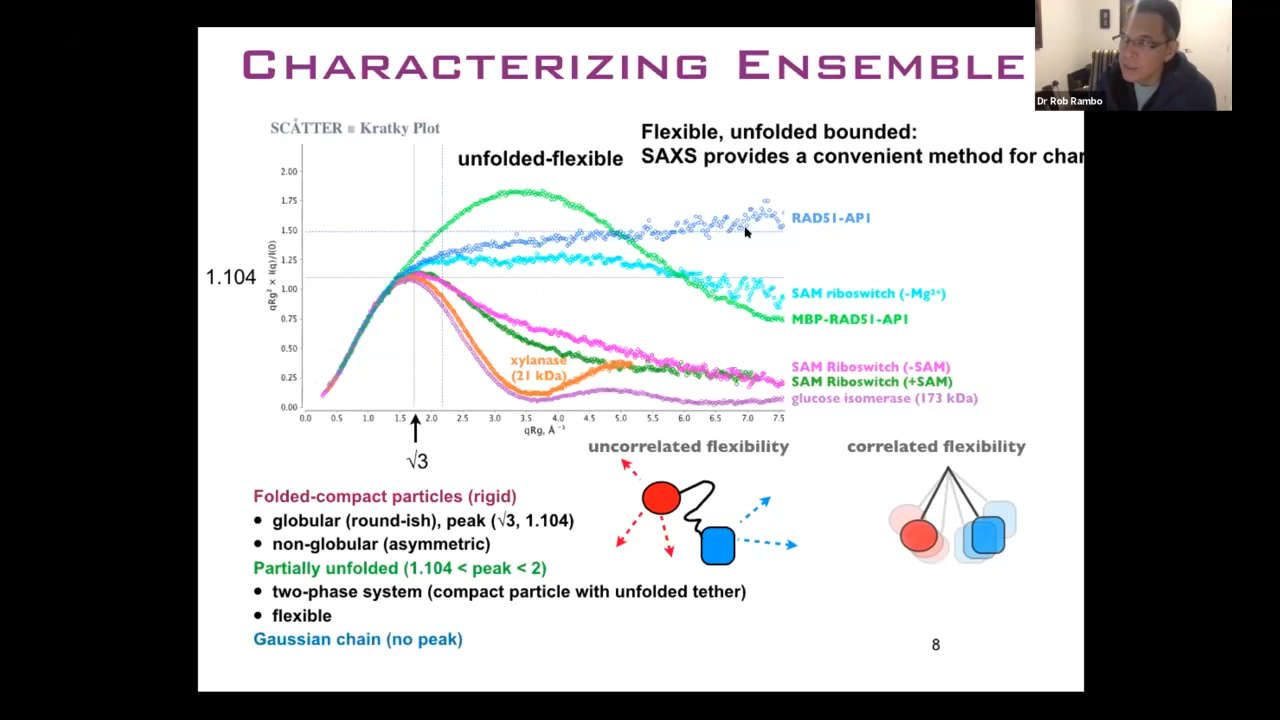 CHARACTERIZING ENSEMBLE
Dr Rob Rambo
SCÅTTER ≡ Kratky Plot
Flexible, unfolded bounded:
unfolded-flexible
SAXS provides a convenient method for char
2.00
1.75
1.50
1.25
1.00
0.75
0.50
0.25
0.00
1.104
qRg² × I(q)/I(0)
RAD51-AP1
SAM riboswitch (-Mg²⁺)
MBP-RAD51-AP1
xylanase
(21 kDa)
SAM Riboswitch (-SAM)
SAM Riboswitch (+SAM)
glucose isomerase (173 kDa)
0.0 0.5 1.0 1.5 2.0 2.5 3.0 3.5 4.0 4.5 5.0 5.5 6.0 6.5 7.0 7.5
qRg, Å⁻¹
√3
uncorrelated flexibility
correlated flexibility
Folded-compact particles (rigid)
• globular (round-ish), peak (√3, 1.104)
• non-globular (asymmetric)
Partially unfolded (1.104 < peak < 2)
• two-phase system (compact particle with unfolded tether)
• flexible
Gaussian chain (no peak)
8